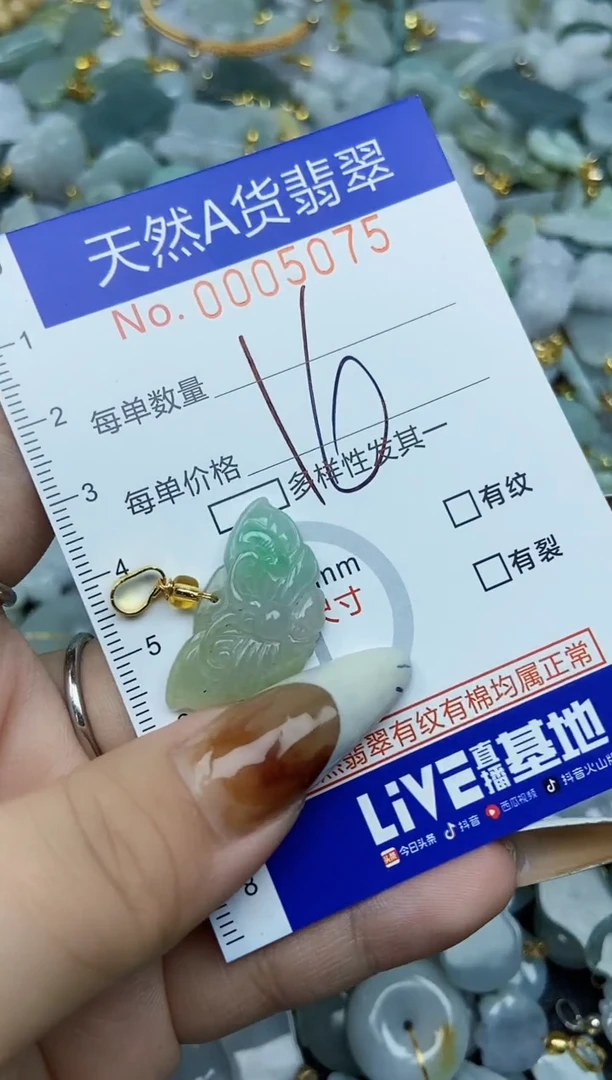 天然A货翡翠
No. 0005075
16
每单数量
每单价格
多样性发其一
有纹
有裂
mm
尺寸
翡翠有纹有棉均属正常
LiVE直播基地
今日头条 抖音 西瓜视频 抖音火山
1
2
3
4
5
8